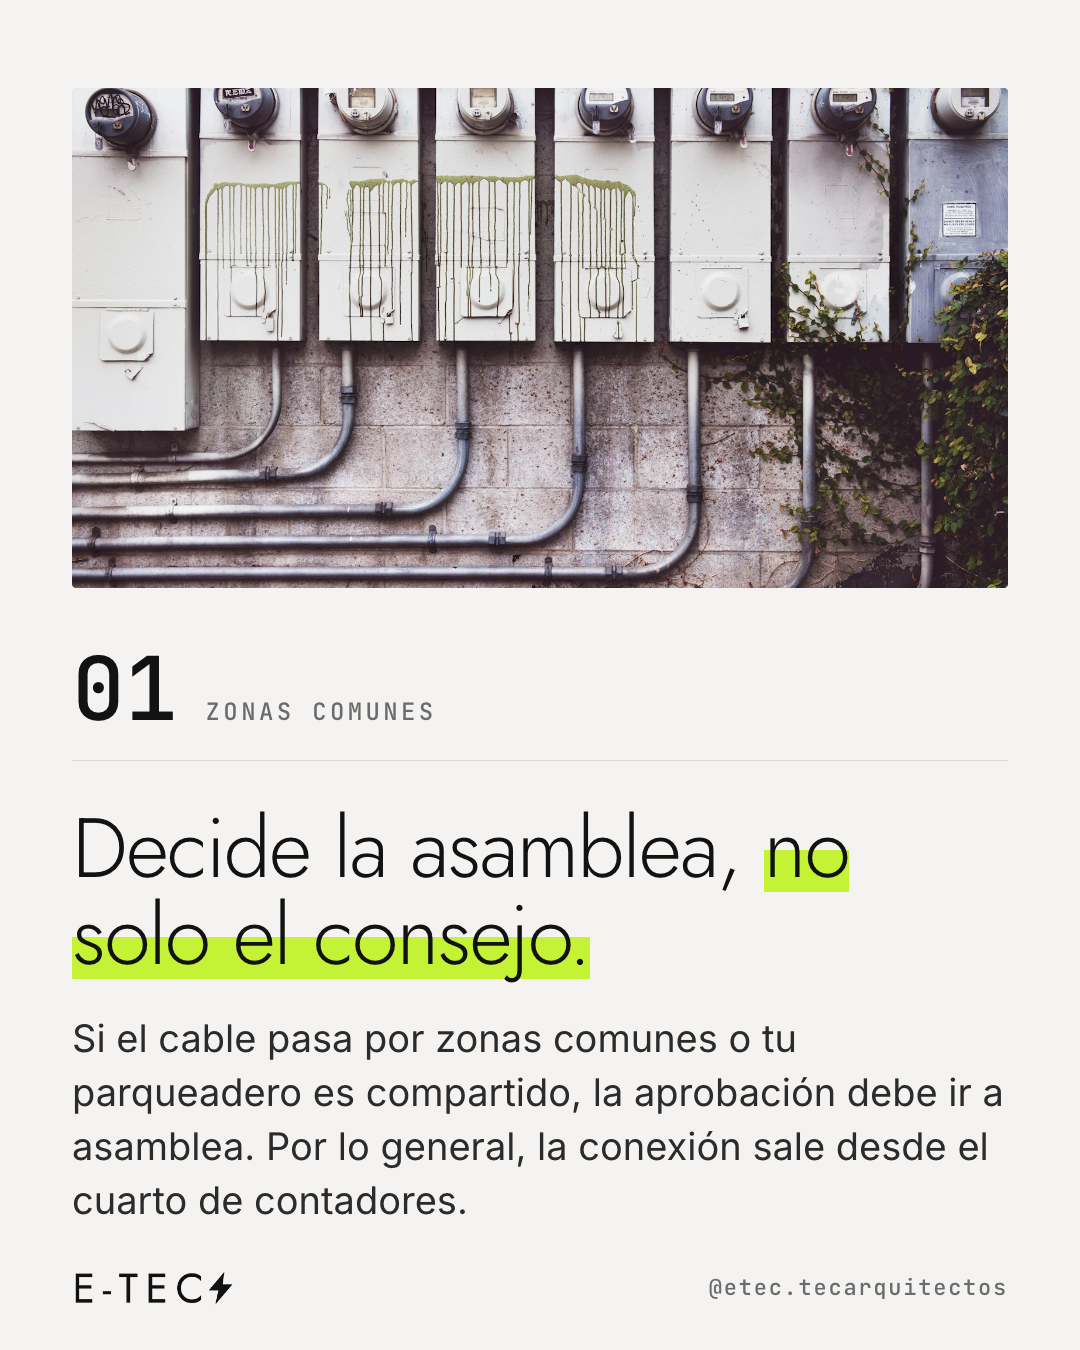 01 ZONAS COMUNES
Decide la asamblea, no
solo el consejo.
Si el cable pasa por zonas comunes o tu
parqueadero es compartido, la aprobación debe ir a
asamblea. Por lo general, la conexión sale desde el
cuarto de contadores.
E-TEC
@etec.tecarquitectos